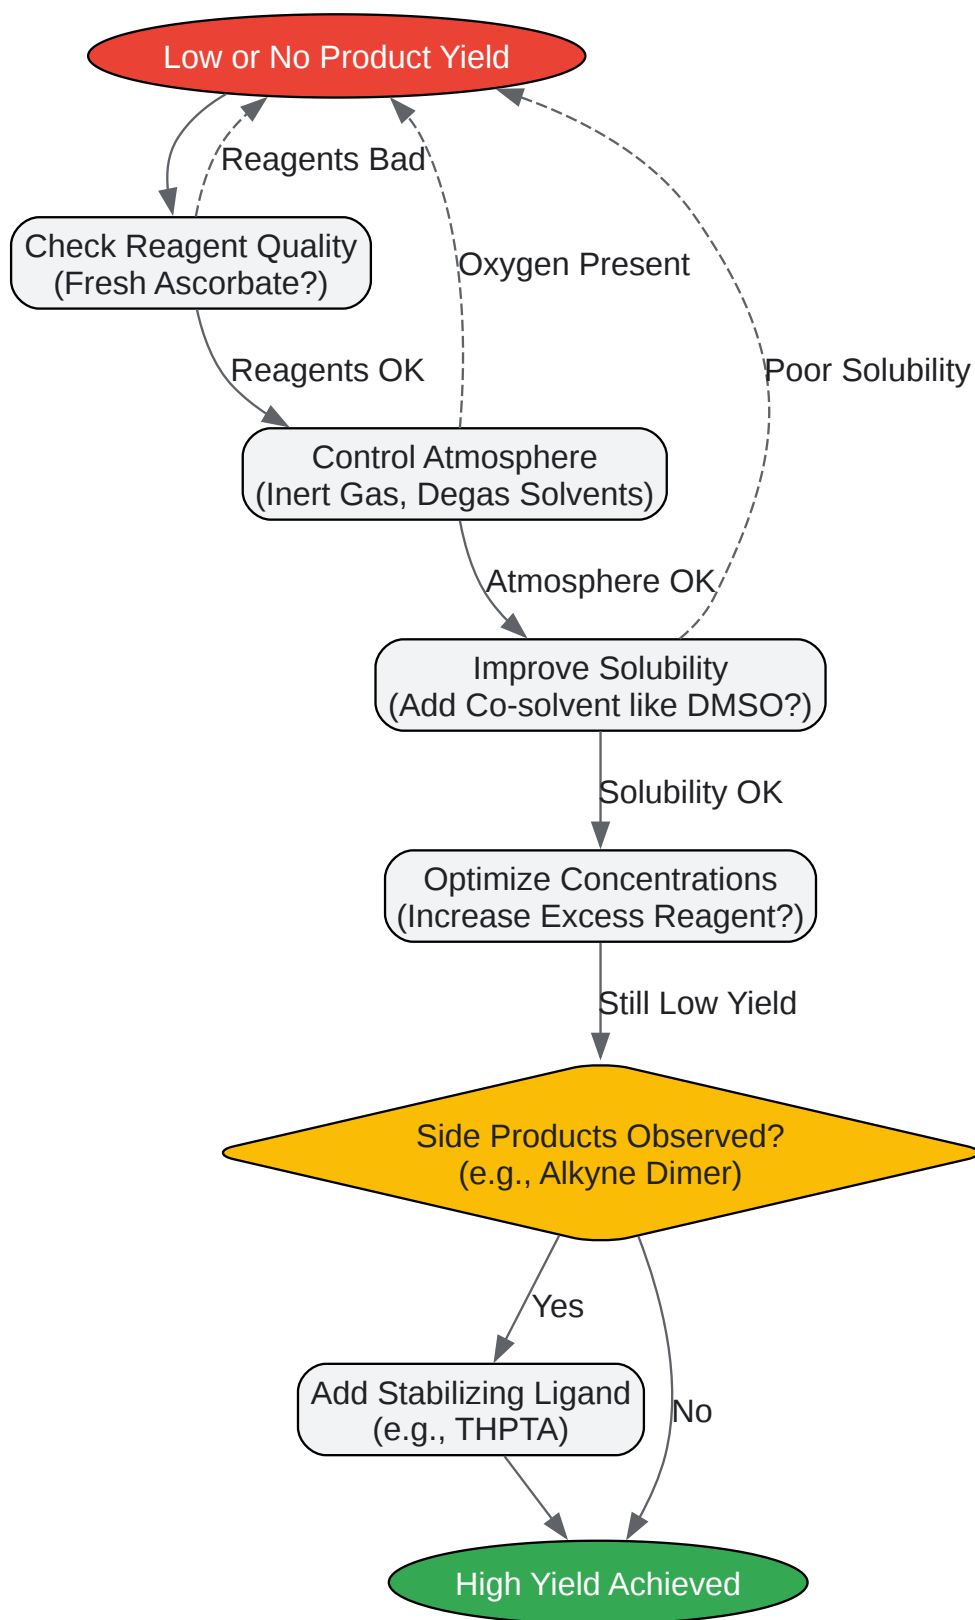 Low or No Product Yield
Reagents Bad
Check Reagent Quality
(Fresh Ascorbate?)
Oxygen Present
Reagents OK
Poor Solubility
Control Atmosphere
(Inert Gas, Degas Solvents)
Atmosphere OK
Improve Solubility
(Add Co-solvent like DMSO?)
Solubility OK
Optimize Concentrations
(Increase Excess Reagent?)
Still Low Yield
Side Products Observed?
(e.g., Alkyne Dimer)
Yes
Add Stabilizing Ligand
(e.g., THPTA)
No
High Yield Achieved